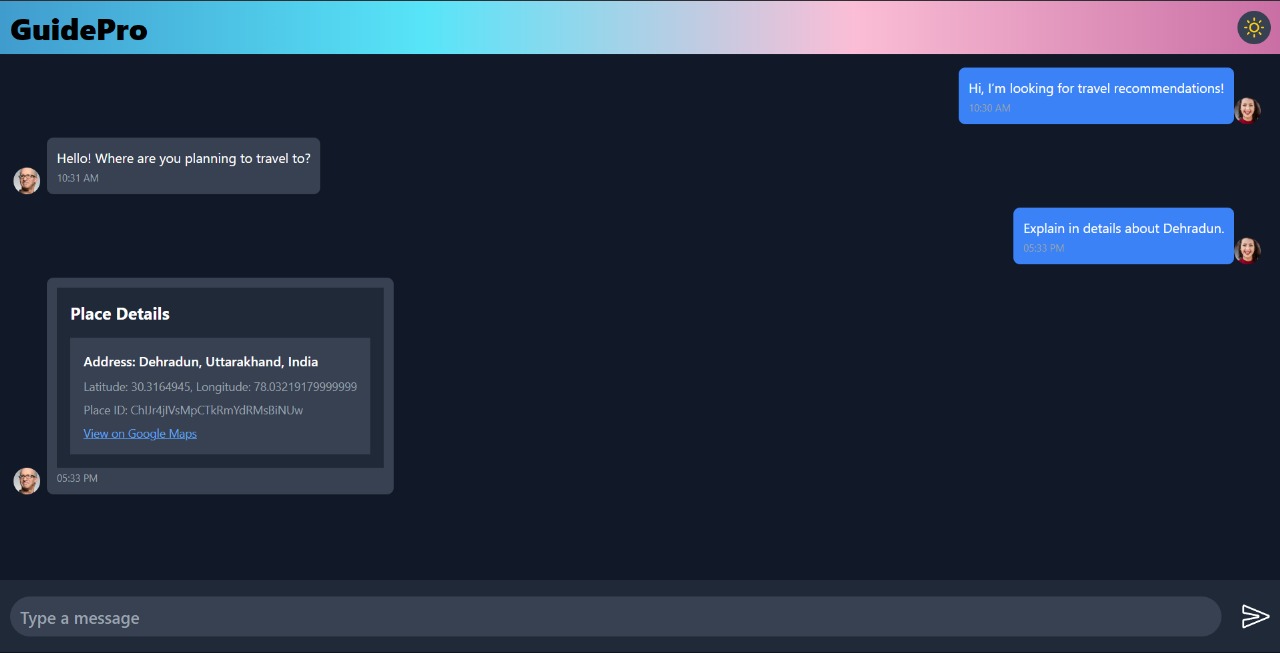 GuidePro
Hi, I'm looking for travel recommendations!
10:30 AM
Hello! Where are you planning to travel to?
10:31 AM
Explain in details about Dehradun.
05:33 PM
Place Details
Address: Dehradun, Uttarakhand, India
Latitude: 30.3164945, Longitude: 78.03219179999999
Place ID: ChIJr4jIVsMpCTkRmYdRMsBiNUw
View on Google Maps
05:33 PM
Type a message